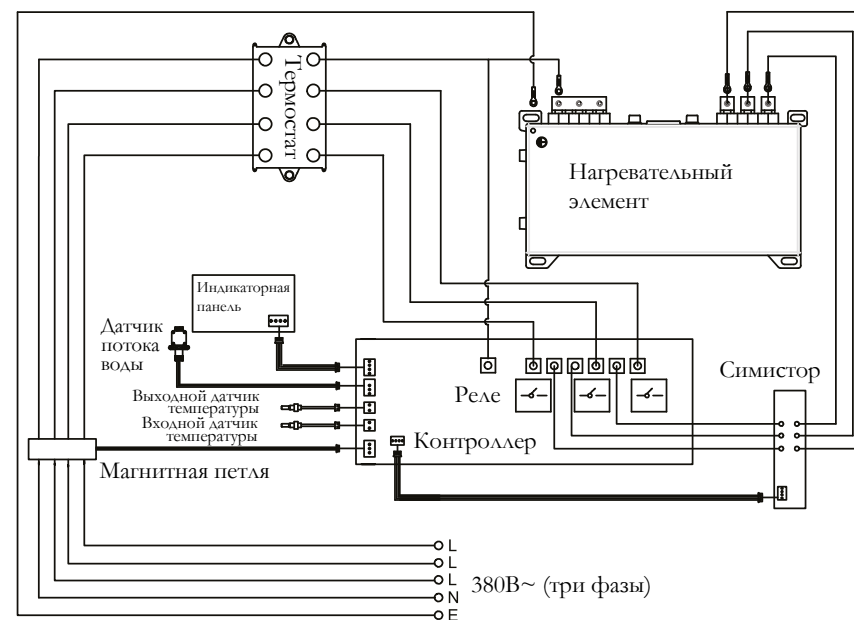 Термостат
Нагревательный
элемент
Индикаторная
панель
Датчик
потока
воды
Выходной датчик
температуры
Входной датчик
температуры
Реле
Симистор
Контроллер
Магнитная петля
L
L
L
380В~ (три фазы)
N
E